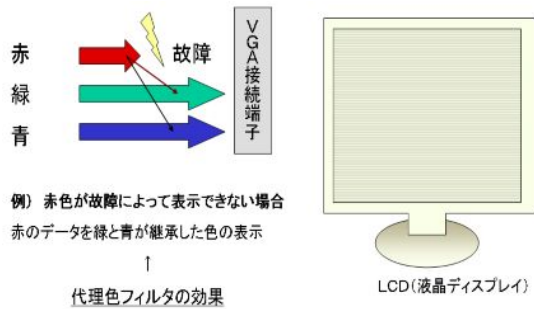 赤
故障
緑
青
VGA接続端子
例) 赤色が故障によって表示できない場合
赤のデータを緑と青が継承した色の表示
↑
代理色フィルタの効果
LCD(液晶ディスプレイ)